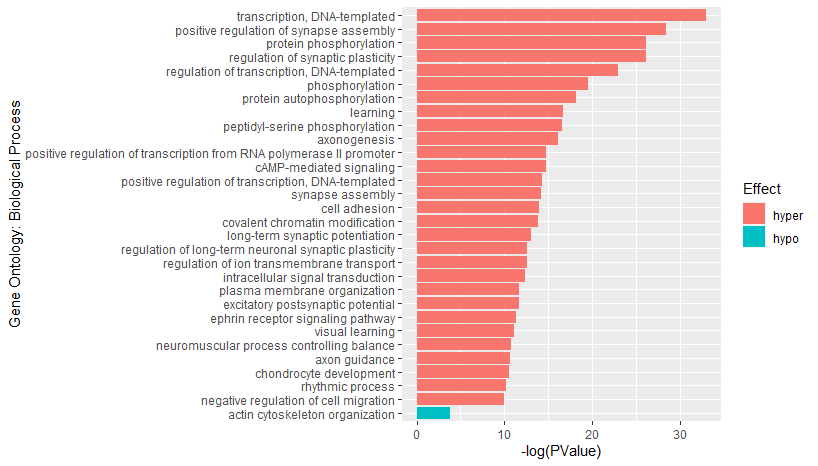 transcription, DNA-templated
positive regulation of synapse assembly
protein phosphorylation
regulation of synaptic plasticity
regulation of transcription, DNA-templated
phosphorylation
protein autophosphorylation
learning
peptidyl-serine phosphorylation
axonogenesis
positive regulation of transcription from RNA polymerase II promoter
cAMP-mediated signaling
positive regulation of transcription, DNA-templated
synapse assembly
cell adhesion
covalent chromatin modification
long-term synaptic potentiation
regulation of long-term neuronal synaptic plasticity
regulation of ion transmembrane transport
intracellular signal transduction
plasma membrane organization
excitatory postsynaptic potential
ephrin receptor signaling pathway
visual learning
neuromuscular process controlling balance
axon guidance
chondrocyte development
rhythmic process
negative regulation of cell migration
actin cytoskeleton organization
Gene Ontology: Biological Process
0 10 20 30
-log(PValue)
Effect
hyper
hypo